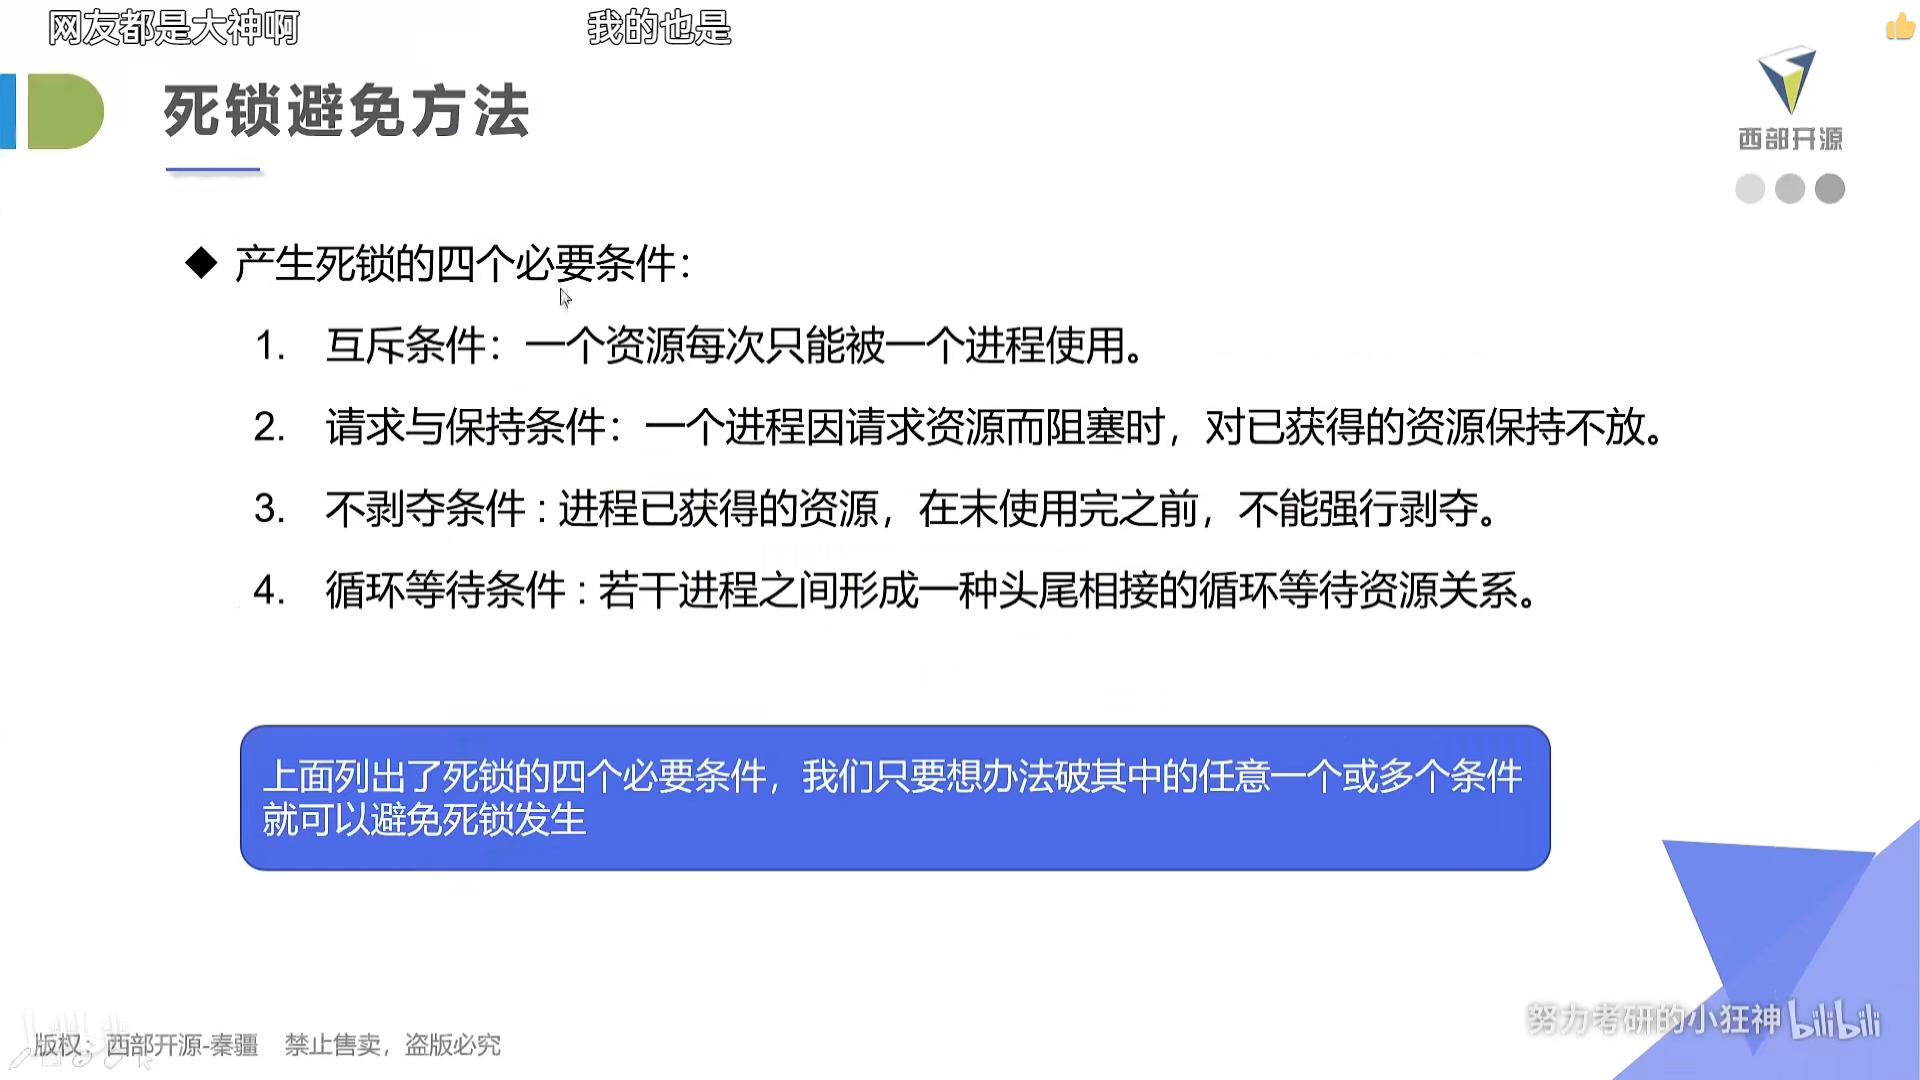 网友都是大神啊
我的也是
死锁避免方法
西部开源
◆ 产生死锁的四个必要条件：
1. 互斥条件：一个资源每次只能被一个进程使用。
2. 请求与保持条件：一个进程因请求资源而阻塞时，对已获得的资源保持不放。
3. 不剥夺条件 : 进程已获得的资源，在末使用完之前，不能强行剥夺。
4. 循环等待条件 : 若干进程之间形成一种头尾相接的循环等待资源关系。
上面列出了死锁的四个必要条件，我们只要想办法破其中的任意一个或多个条件
就可以避免死锁发生
努力考研的小狂神 bilibili
版权：西部开源-秦疆 禁止售卖，盗版必究